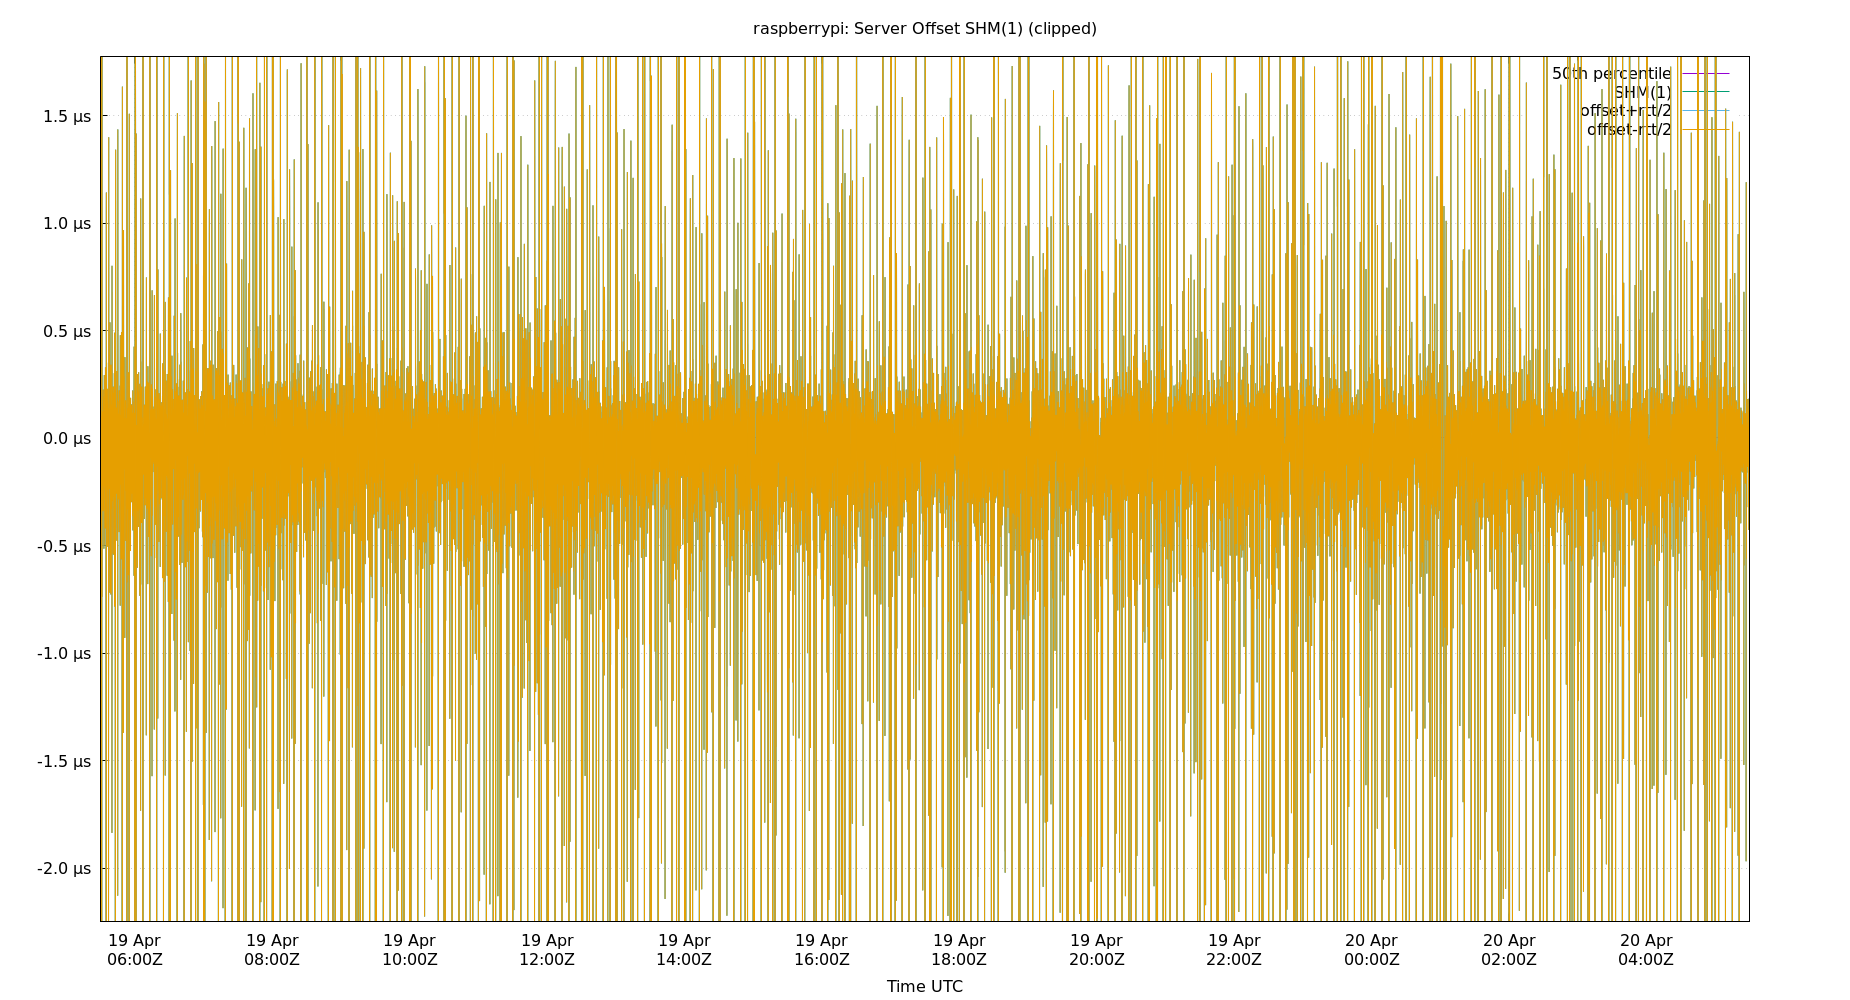 raspberrypi: Server Offset SHM(1) (clipped)
50th percentile
SHM(1)
offset+rtt/2
offset-rtt/2
1.5 µs
1.0 µs
0.5 µs
0.0 µs
-0.5 µs
-1.0 µs
-1.5 µs
-2.0 µs
19 Apr 19 Apr 19 Apr 19 Apr 19 Apr 19 Apr 19 Apr 19 Apr 19 Apr 20 Apr 20 Apr 20 Apr
06:00Z 08:00Z 10:00Z 12:00Z 14:00Z 16:00Z 18:00Z 20:00Z 22:00Z 00:00Z 02:00Z 04:00Z
Time UTC